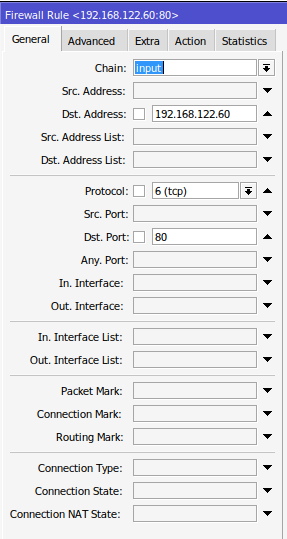 Firewall Rule <192.168.122.60:80>
General Advanced Extra Action Statistics
Chain: input
Src. Address:
Dst. Address: 192.168.122.60
Src. Address List:
Dst. Address List:
Protocol: 6 (tcp)
Src. Port:
Dst. Port: 80
Any. Port:
In. Interface:
Out. Interface:
In. Interface List:
Out. Interface List:
Packet Mark:
Connection Mark:
Routing Mark:
Connection Type:
Connection State:
Connection NAT State: